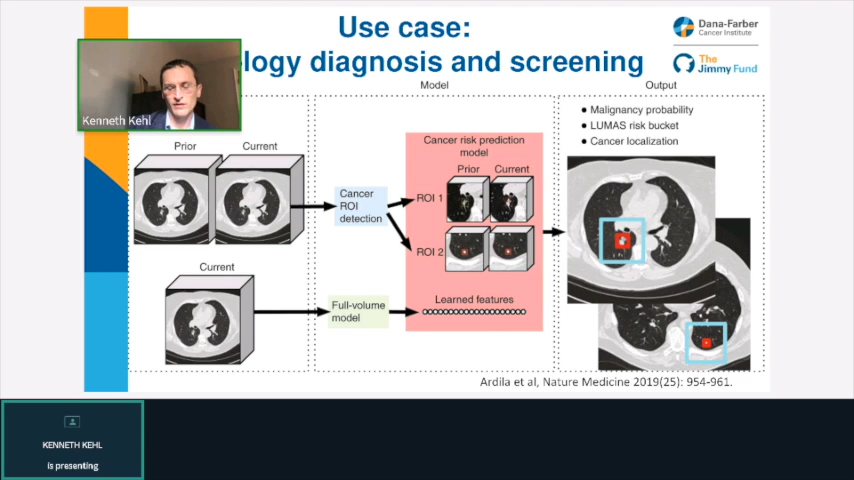 Use case:
logy diagnosis and screening
Dana-Farber
Cancer Institute
The
Jimmy Fund
Kenneth Kehl
Model
Output
Prior
Current
Cancer
ROI
detection
Cancer risk prediction
model
Prior
Current
ROI 1
ROI 2
Malignancy probability
LUMAS risk bucket
Cancer localization
Current
Full-volume
model
Learned features
Ardila et al, Nature Medicine 2019(25): 954-961.
KENNETH KEHL
is presenting